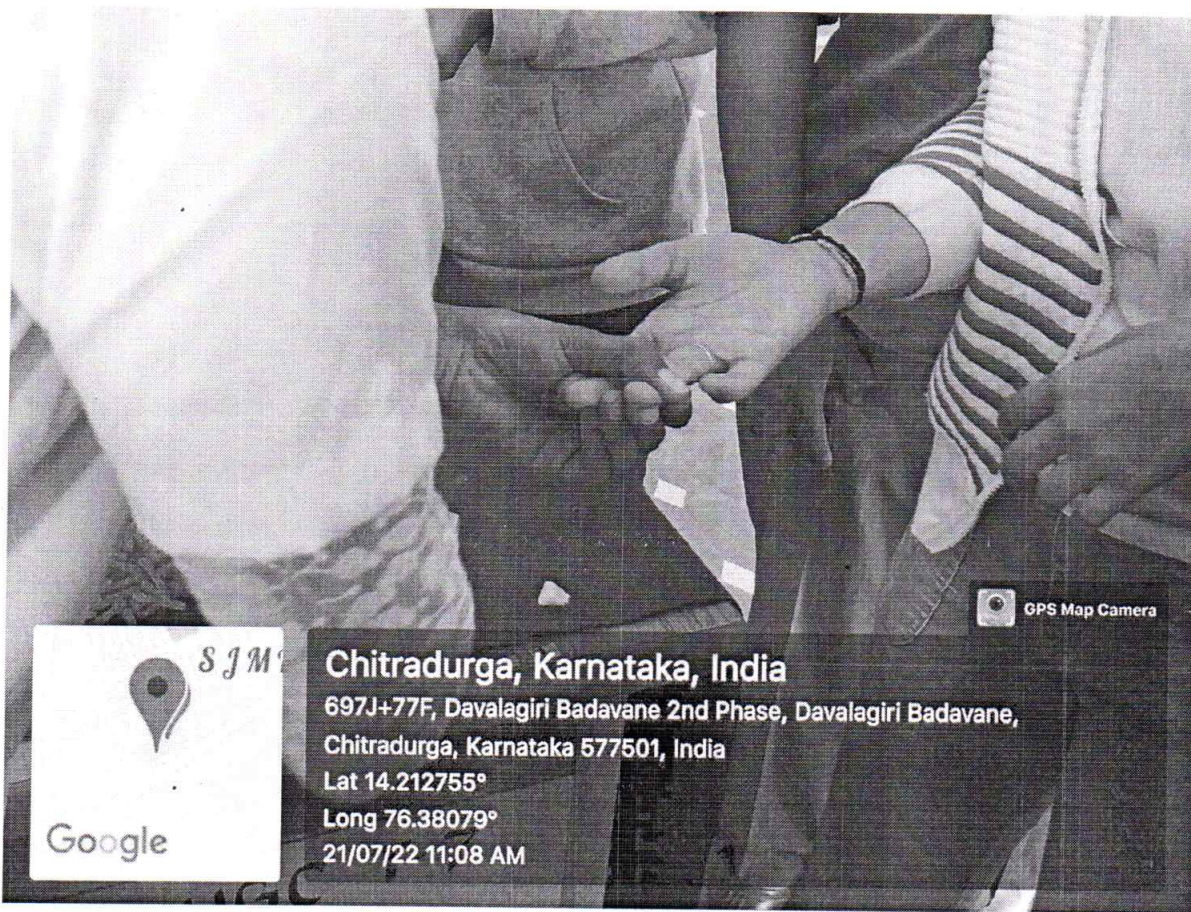 GPS Map Camera
SJM
Google
Chitradurga, Karnataka, India
697J+77F, Davalagiri Badavane 2nd Phase, Davalagiri Badavane,
Chitradurga, Karnataka 577501, India
Lat 14.212755°
Long 76.38079°
21/07/22 11:08 AM